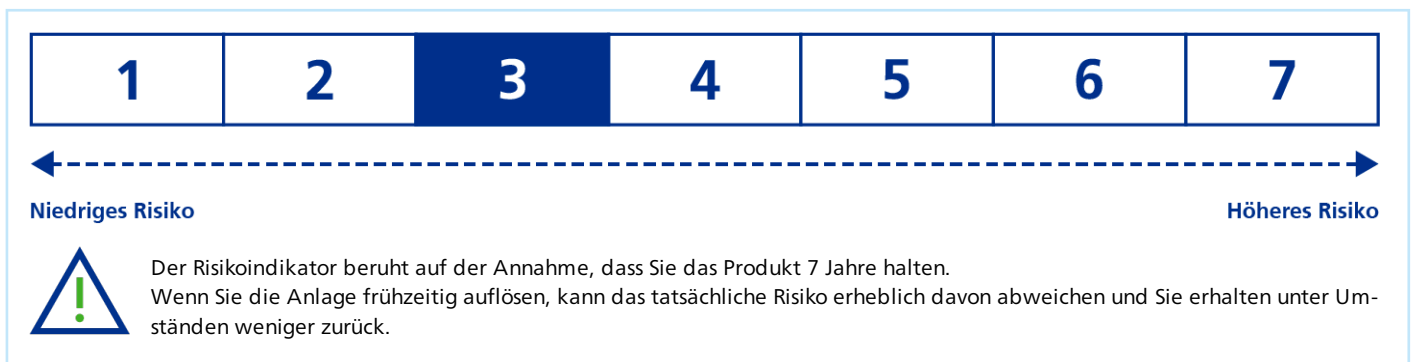 1 2 3 4 5 6 7
Niedriges Risiko Höheres Risiko
Der Risikoindikator beruht auf der Annahme, dass Sie das Produkt 7 Jahre halten.
Wenn Sie die Anlage frühzeitig auflösen, kann das tatsächliche Risiko erheblich davon abweichen und Sie erhalten unter Um-
ständen weniger zurück.